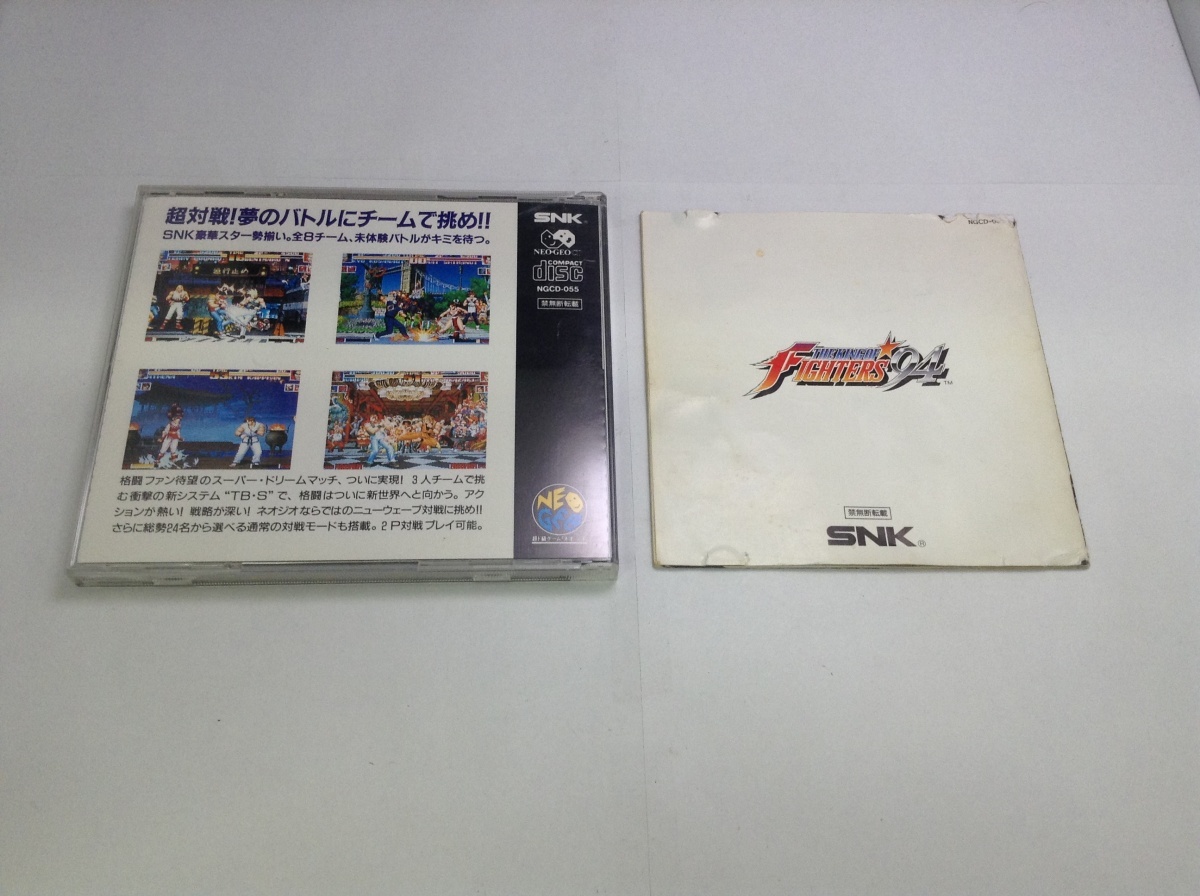 超対戦!夢のバトルにチームで挑め!!
SNK豪華スター勢揃い。全8チーム、未体験バトルがキミを待つ。
格闘ファン待望のスーパー・ドリームマッチ、ついに実現! 3人チームで挑
む衝撃の新システム“TB・S”で、格闘はついに新世界へと向かう。アク
ションが熱い! 戦略が深い! ネオジオならではのニューウェーブ対戦に挑め!!
さらに総勢24名から選べる通常の対戦モードも搭載。2P対戦プレイ可能。
SNK
NEO・GEO
COMPACT
disc
NGCD-055
禁無断転載
NEO
GEO
THE KING OF
FIGHTERS '94 TM
禁無断転載
SNK®